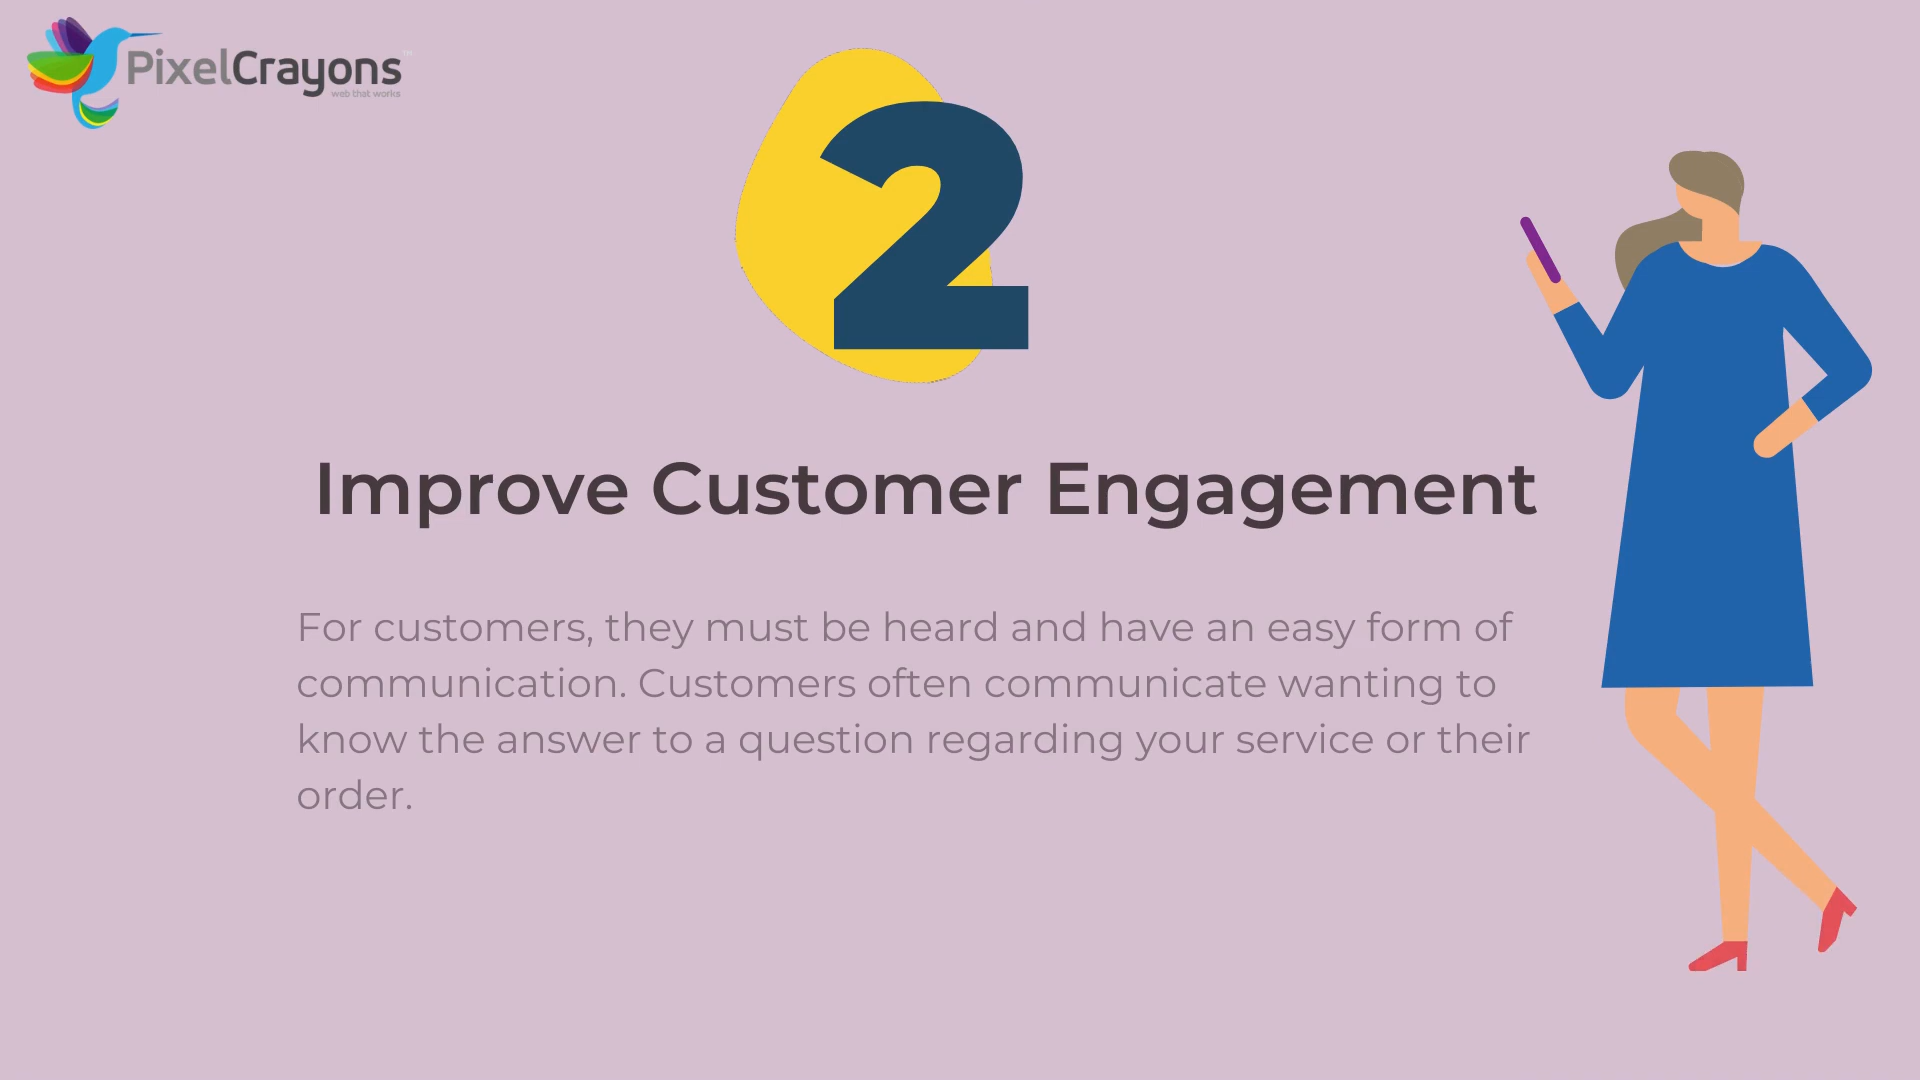 PixelCrayons™
web that works
2
Improve Customer Engagement
For customers, they must be heard and have an easy form of
communication. Customers often communicate wanting to
know the answer to a question regarding your service or their
order.